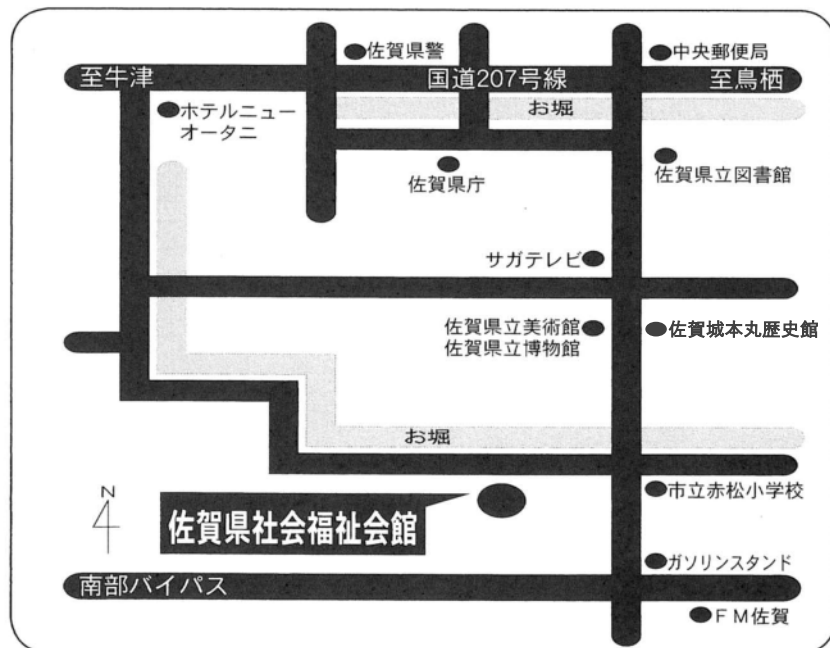 佐賀県警
中央郵便局
至牛津
国道207号線
至鳥栖
ホテルニュー
オータニ
お堀
佐賀県庁
佐賀県立図書館
サガテレビ
佐賀県立美術館
佐賀県立博物館
佐賀城本丸歴史館
お堀
N
佐賀県社会福祉会館
市立赤松小学校
ガソリンスタンド
南部バイパス
FM佐賀